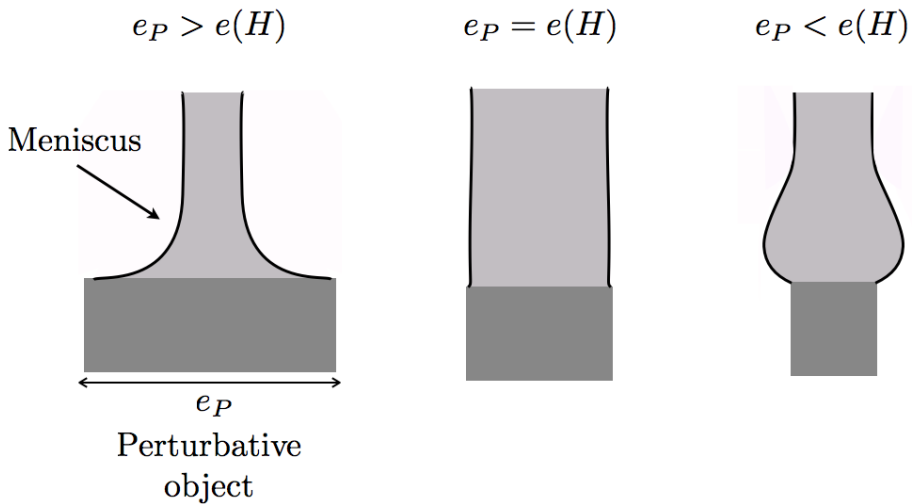 e_P > e(H)
e_P = e(H)
e_P < e(H)
Meniscus
e_P
Perturbative
object